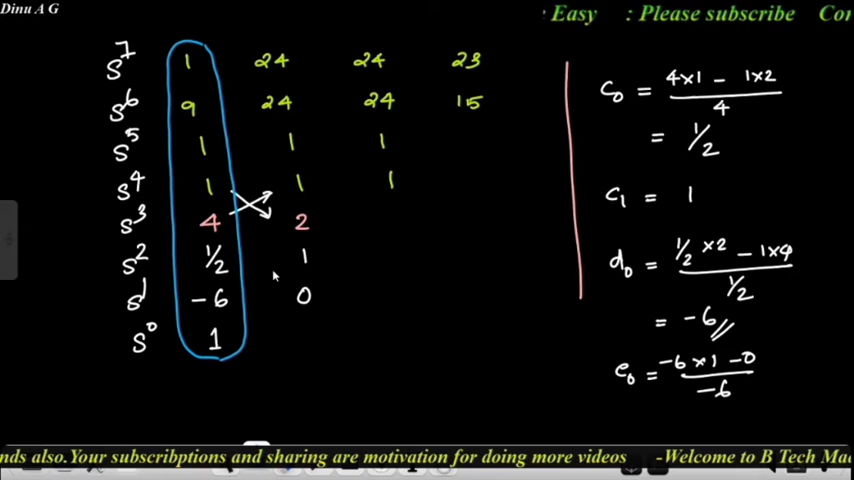 Dinu A G
Easy : Please subscribe Con
s⁷ 1 24 24 23
s⁶ 9 24 24 15
s⁵ 1 1 1
s⁴ 1 1 1
s³ 4 2
s² 1/2 1
s¹ -6 0
s⁰ 1
c₀ = (4×1 - 1×2)/4
= 1/2
c₁ = 1
d₀ = (1/2 ×2 - 1×4)/(1/2)
= -6 //
e₀ = (-6×1 -0)/-6
nds also.Your subscribptions and sharing are motivation for doing more videos -Welcome to B Tech Ma